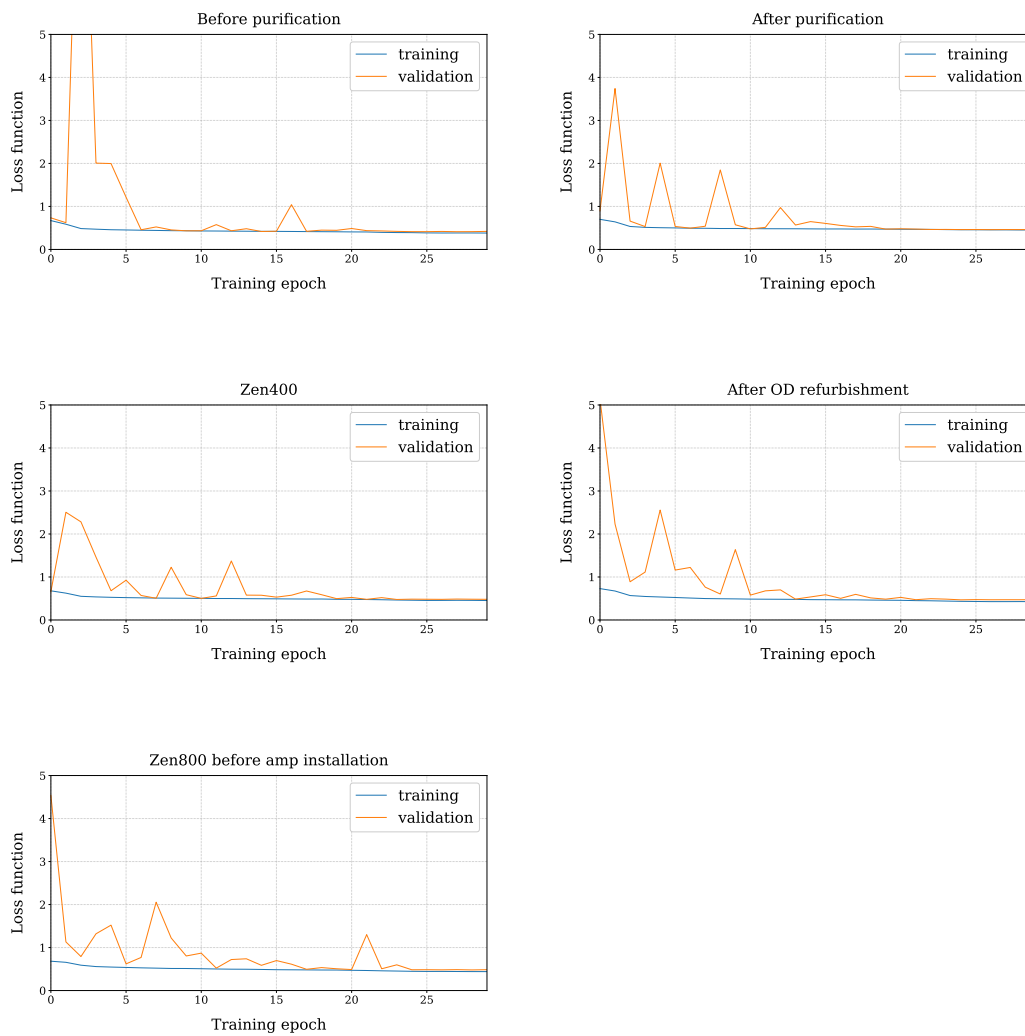 Before purification
5
4
3
2
1
0
0 5 10 15 20 25
Loss function
Training epoch
training
validation
After purification
5
4
3
2
1
0
0 5 10 15 20 25
Loss function
Training epoch
training
validation
Zen400
5
4
3
2
1
0
0 5 10 15 20 25
Loss function
Training epoch
training
validation
After OD refurbishment
5
4
3
2
1
0
0 5 10 15 20 25
Loss function
Training epoch
training
validation
Zen800 before amp installation
5
4
3
2
1
0
0 5 10 15 20 25
Loss function
Training epoch
training
validation